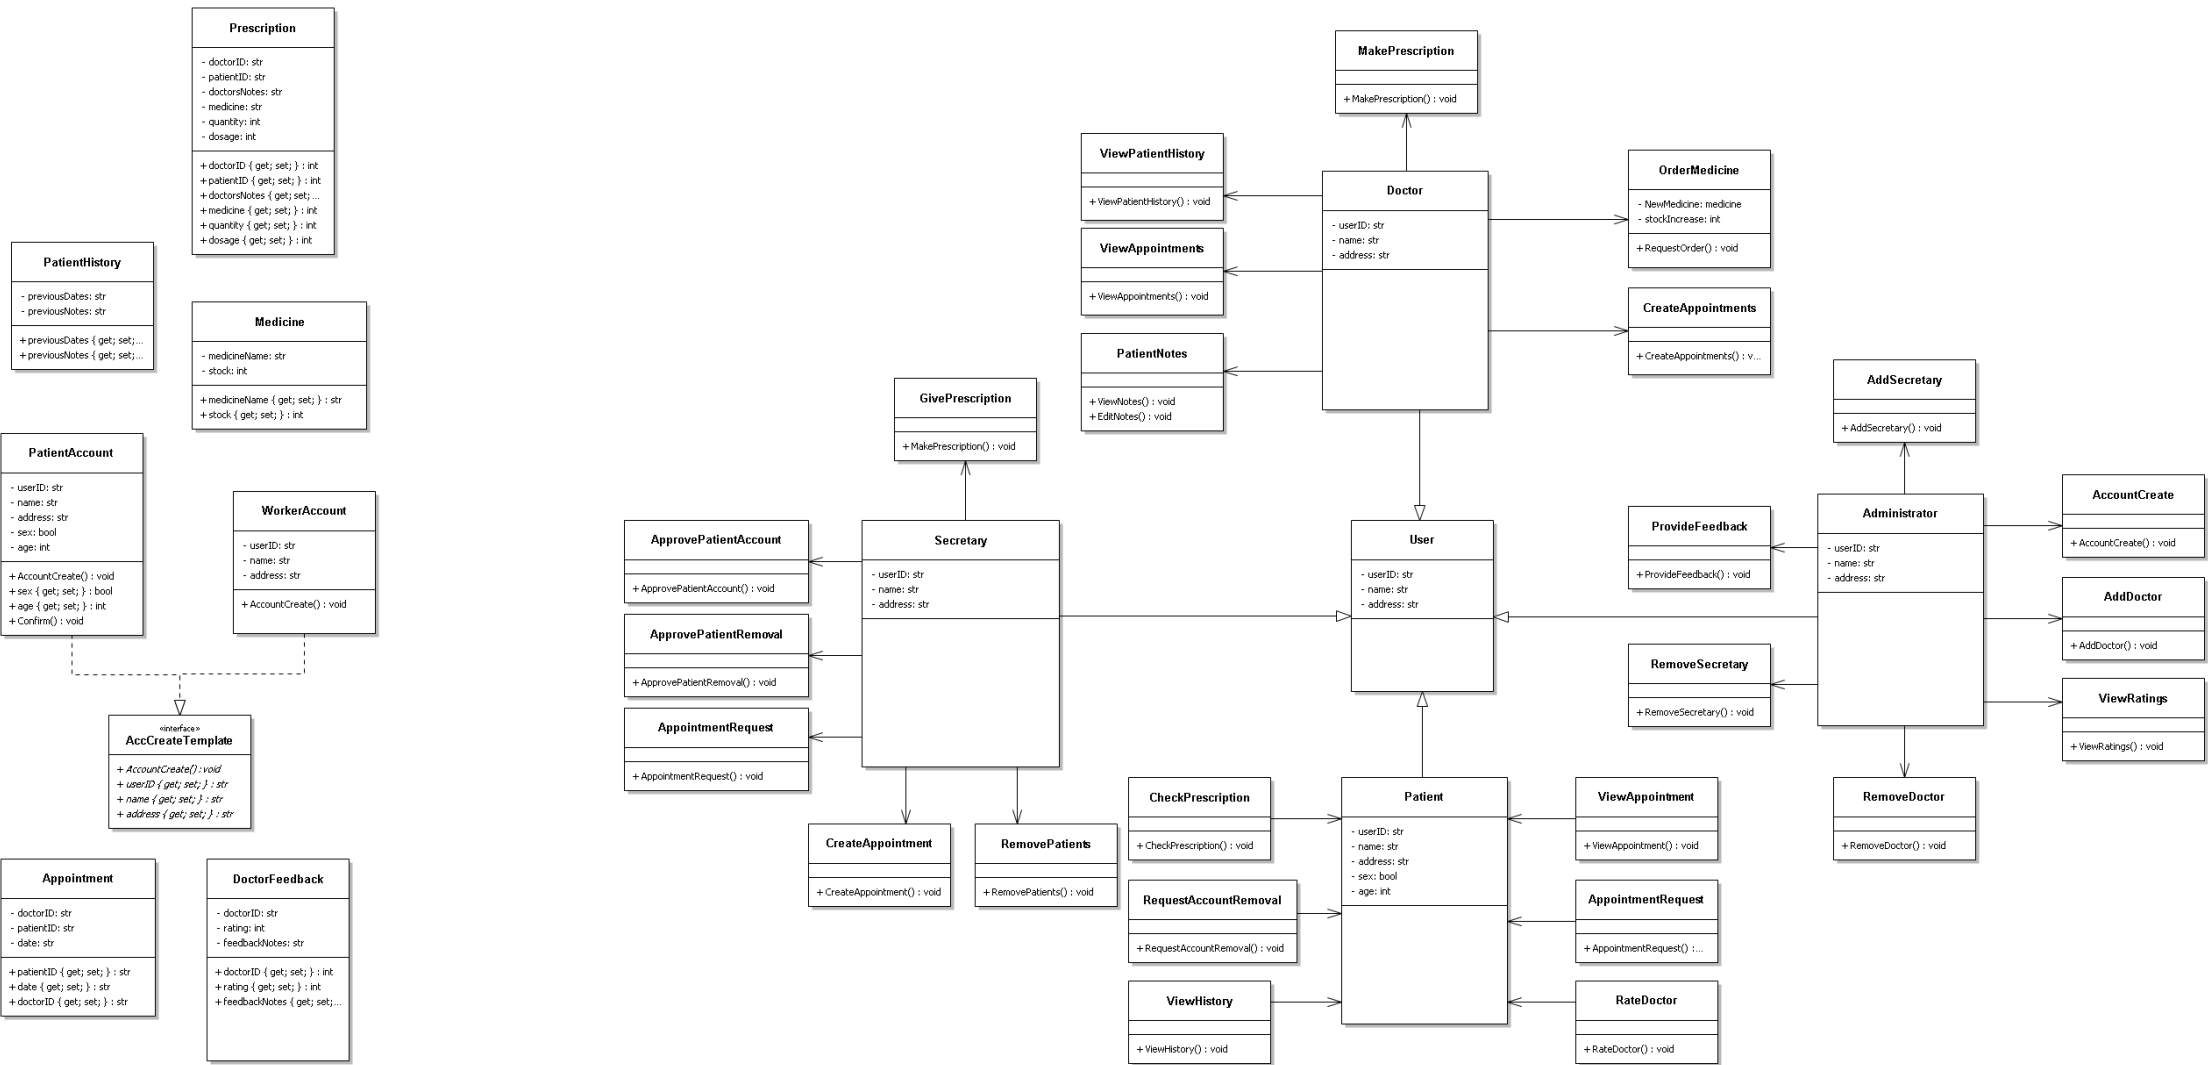 Prescription
- doctorID: str
- patientID: str
- doctorsNotes: str
- medicine: str
- quantity: int
- dosage: int
+ doctorID { get; set; } : int
+ patientID { get; set; } : int
+ doctorsNotes { get; set;...
+ medicine { get; set; } : int
+ quantity { get; set; } : int
+ dosage { get; set; } : int
PatientHistory
- previousDates: str
- previousNotes: str
+ previousDates { get; set;...
+ previousNotes { get; set;...
Medicine
- medicineName: str
- stock: int
+ medicineName { get; set; } : str
+ stock { get; set; } : int
PatientAccount
- userID: str
- name: str
- address: str
- sex: bool
- age: int
+ AccountCreate() : void
+ sex { get; set; } : bool
+ age { get; set; } : int
+ Confirm() : void
WorkerAccount
- userID: str
- name: str
- address: str
+ AccountCreate() : void
«interface»
AccCreateTemplate
+ AccountCreate() : void
+ userID { get; set; } : str
+ name { get; set; } : str
+ address { get; set; } : str
Appointment
- doctorID: str
- patientID: str
- date: str
+ patientID { get; set; } : str
+ date { get; set; } : str
+ doctorID { get; set; } : str
DoctorFeedback
- doctorID: str
- rating: int
- feedbackNotes: str
+ doctorID { get; set; } : int
+ rating { get; set; } : int
+ feedbackNotes { get; set;...
MakePrescription
+ MakePrescription() : void
ViewPatientHistory
+ ViewPatientHistory() : void
ViewAppointments
+ ViewAppointments() : void
PatientNotes
+ ViewNotes() : void
+ EditNotes() : void
Doctor
- userID: str
- name: str
- address: str
OrderMedicine
- NewMedicine: medicine
- stockIncrease: int
+ RequestOrder() : void
CreateAppointments
+ CreateAppointments() : v...
GivePrescription
+ MakePrescription() : void
ApprovePatientAccount
+ ApprovePatientAccount() : void
ApprovePatientRemoval
+ ApprovePatientRemoval() : void
AppointmentRequest
+ AppointmentRequest() : void
Secretary
- userID: str
- name: str
- address: str
CreateAppointment
+ CreateAppointment() : void
RemovePatients
+ RemovePatients() : void
User
- userID: str
- name: str
- address: str
AddSecretary
+ AddSecretary() : void
ProvideFeedback
+ ProvideFeedback() : void
RemoveSecretary
+ RemoveSecretary() : void
Administrator
- userID: str
- name: str
- address: str
AccountCreate
+ AccountCreate() : void
AddDoctor
+ AddDoctor() : void
ViewRatings
+ ViewRatings() : void
RemoveDoctor
+ RemoveDoctor() : void
CheckPrescription
+ CheckPrescription() : void
RequestAccountRemoval
+ RequestAccountRemoval() : void
ViewHistory
+ ViewHistory() : void
Patient
- userID: str
- name: str
- address: str
- sex: bool
- age: int
ViewAppointment
+ ViewAppointment() : void
AppointmentRequest
+ AppointmentRequest() :...
RateDoctor
+ RateDoctor() : void